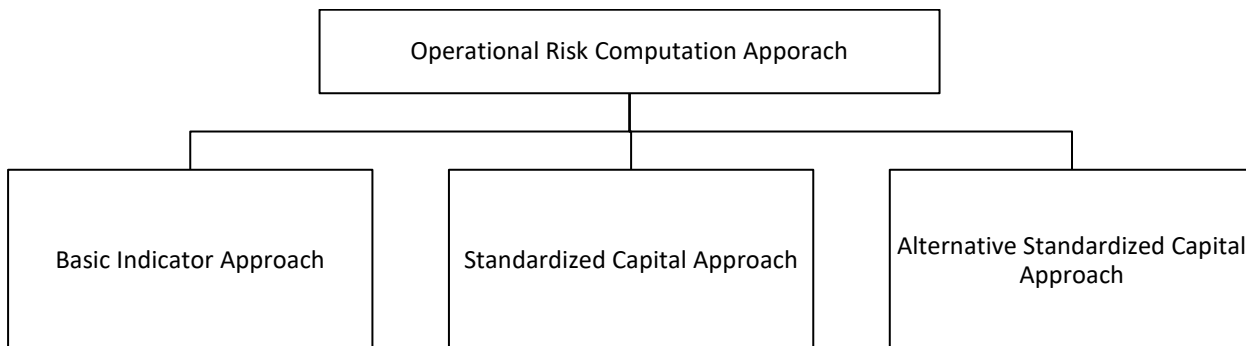 Operational Risk Computation Apporach
Basic Indicator Approach
Standardized Capital Approach
Alternative Standardized Capital
Approach